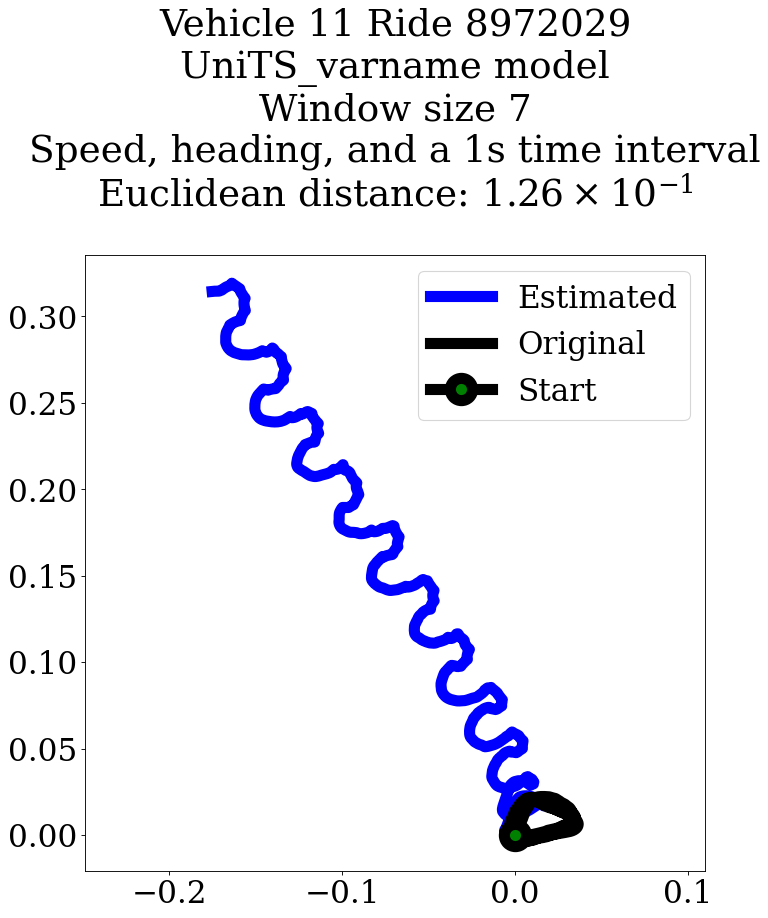 Vehicle 11 Ride 8972029
UniTS_varname model
Window size 7
Speed, heading, and a 1s time interval
Euclidean distance: 1.26 × 10⁻¹
Estimated
Original
Start
0.30
0.25
0.20
0.15
0.10
0.05
0.00
−0.2 −0.1 0.0 0.1